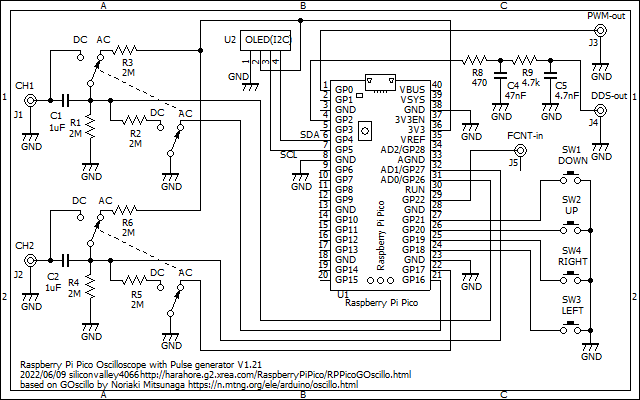 A B C
PWM-out
J3
DC AC R3
2M
U2 OLED(I2C)
1 2 3 4
GND
GND
R8
470
R9
4.7k
C4
47nF
C5
4.7nF
DDS-out
J4
GND
CH1
J1
GND
C1
1uF
R1
2M
GND
DC AC
R2
2M
GND
SDA
SCL
GND
1 GP0 VBUS 40
2 GP1 VSYS 39
3 GND GND 38
4 GP2 3V3EN 37
5 GP3 3V3 36
6 GP4 VREF 35
7 GP5 AD2/GP28 34
8 GND AGND 33
9 GP6 AD1/GP27 32
10 GP7 AD0/GP26 31
11 GP8 RUN 30
12 GP9 GP22 29
13 GND GND 28
14 GP10 GP21 27
15 GP11 GP20 26
16 GP12 GP19 25
17 GP13 GP18 24
18 GND GND 23
19 GP14 GP17 22
20 GP15 GP16 21
Raspberry Pi Pico
U1
Raspberry Pi Pico
GND
FCNT-in
J5
GND
SW1
DOWN
SW2
UP
SW4
RIGHT
SW3
LEFT
GND
DC AC
R6
2M
CH2
J2
GND
C2
1uF
R4
2M
GND
DC AC
R5
2M
GND
1 1
2 2
Raspberry Pi Pico Oscilloscope with Pulse generator V1.21
2022/06/09 siliconvalley4066 http://harahore.g2.xrea.com/RaspberryPiPico/RPPicoGOscillo.html
based on GOscillo by Noriaki Mitsunaga https://n.mtng.org/ele/arduino/oscillo.html
A B C